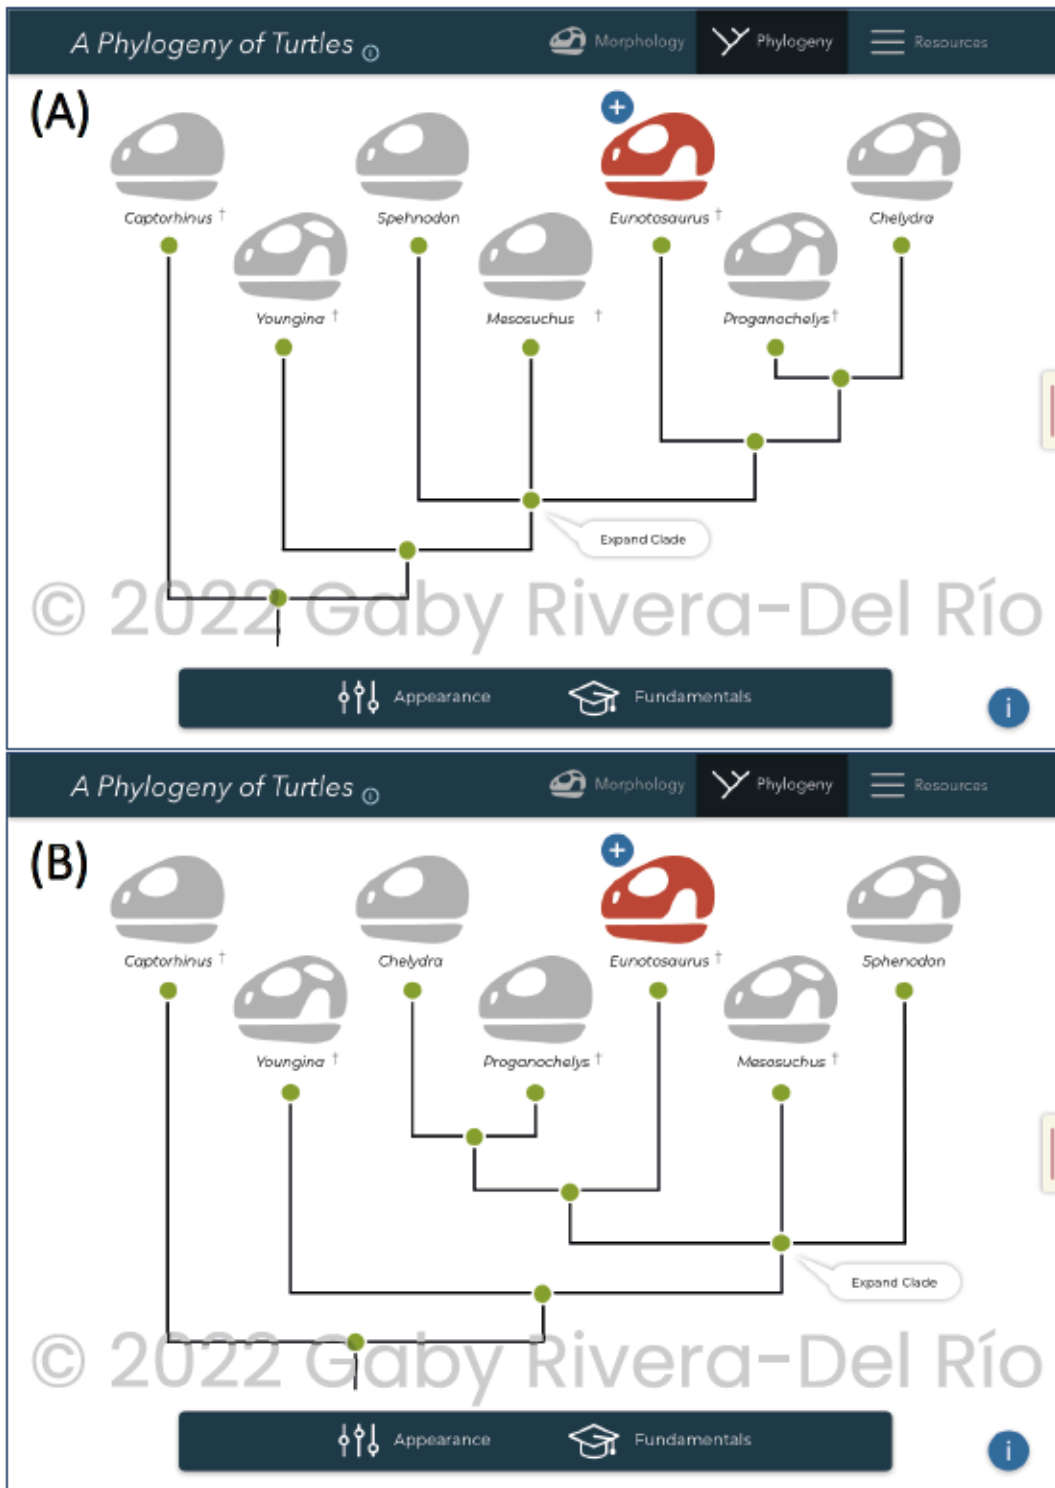 A Phylogeny of Turtles i Morphology Phylogeny Resources
(A)
+
Captorhinus † Spehnodon Eunotosaurus † Chelydra
Youngina † Mesosuchus † Proganochelys †
Expand Clade
© 2022 Gaby Rivera-Del Río
Appearance Fundamentals i
A Phylogeny of Turtles i Morphology Phylogeny Resources
(B)
+
Captorhinus † Chelydra Eunotosaurus † Sphenodon
Youngina † Proganochelys † Mesosuchus †
Expand Clade
© 2022 Gaby Rivera-Del Río
Appearance Fundamentals i